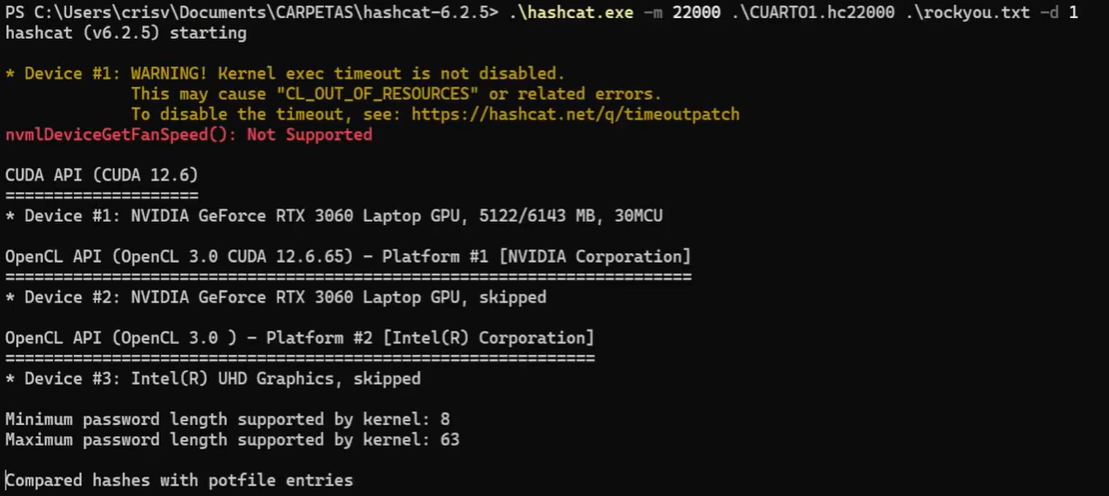 PS C:\Users\crisv\Documents\CARPETAS\hashcat-6.2.5> .\hashcat.exe -m 22000 .\CUARTO1.hc22000 .\rockyou.txt -d 1
hashcat (v6.2.5) starting
* Device #1: WARNING! Kernel exec timeout is not disabled.
This may cause "CL_OUT_OF_RESOURCES" or related errors.
To disable the timeout, see: https://hashcat.net/q/timeoutpatch
nvmlDeviceGetFanSpeed(): Not Supported
CUDA API (CUDA 12.6)
====================
* Device #1: NVIDIA GeForce RTX 3060 Laptop GPU, 5122/6143 MB, 30MCU
OpenCL API (OpenCL 3.0 CUDA 12.6.65) - Platform #1 [NVIDIA Corporation]
=======================================================================
* Device #2: NVIDIA GeForce RTX 3060 Laptop GPU, skipped
OpenCL API (OpenCL 3.0 ) - Platform #2 [Intel(R) Corporation]
=============================================================
* Device #3: Intel(R) UHD Graphics, skipped
Minimum password length supported by kernel: 8
Maximum password length supported by kernel: 63
Compared hashes with potfile entries